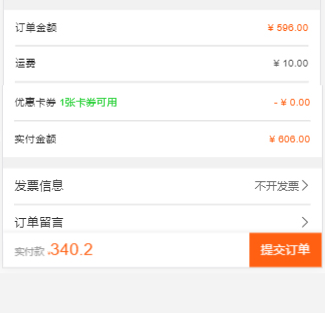 订单金额 ¥ 596.00
运费 ¥ 10.00
优惠卡券 1张卡券可用 - ¥ 0.00
实付金额 ¥ 606.00
发票信息 不开发票 >
订单留言 >
实付款 ¥340.2 提交订单